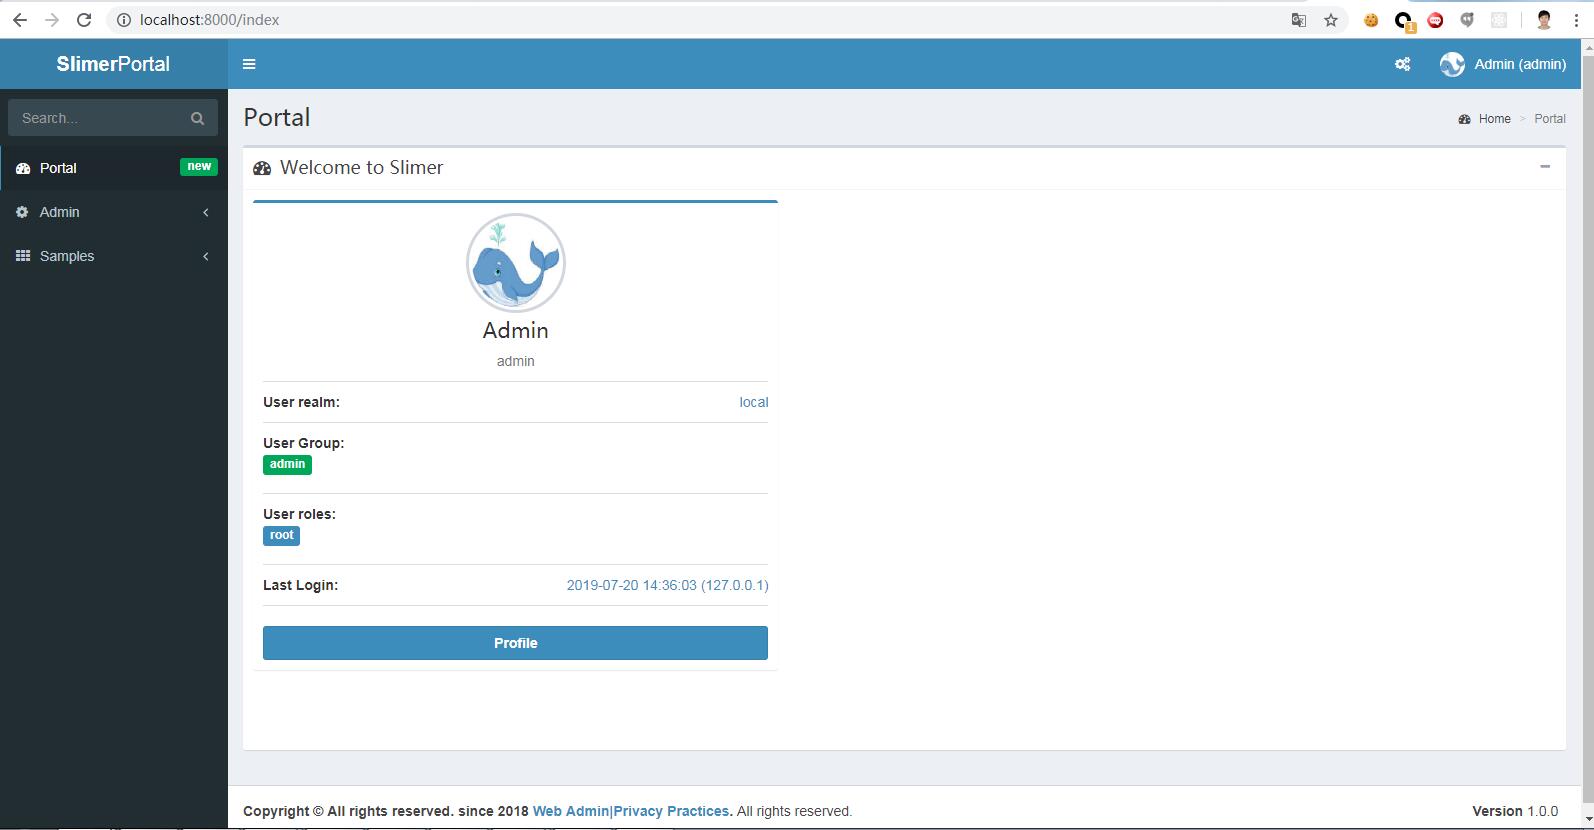 localhost:8000/index
1
SlimerPortal
Admin (admin)
Search...
Portal
new
Admin
Samples
Portal
Home > Portal
Welcome to Slimer
Admin
admin
User realm: local
User Group:
admin
User roles:
root
Last Login: 2019-07-20 14:36:03 (127.0.0.1)
Profile
Copyright © All rights reserved. since 2018 Web Admin|Privacy Practices. All rights reserved.
Version 1.0.0